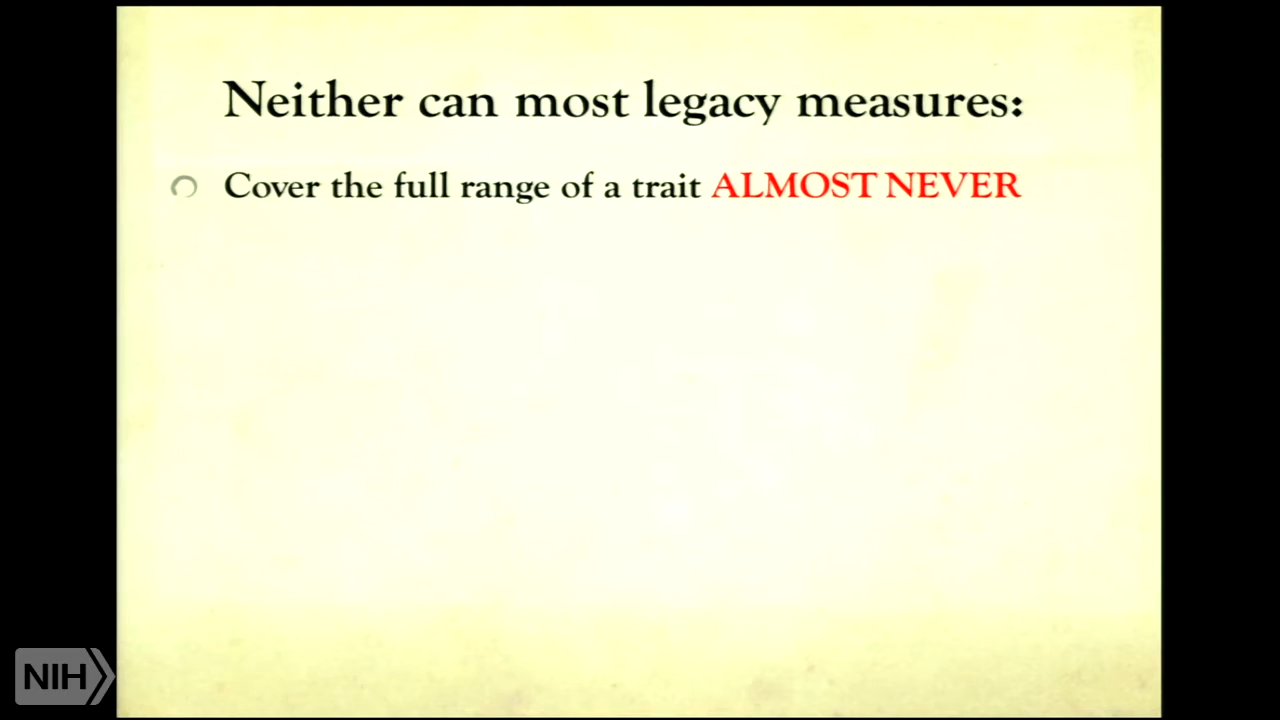 Neither can most legacy measures:
Cover the full range of a trait ALMOST NEVER
NIH